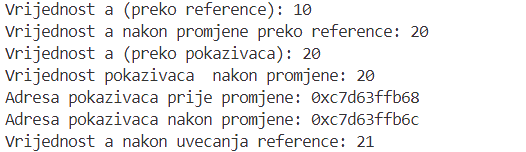 Vrijednost a (preko reference): 10
Vrijednost a nakon promjene preko reference: 20
Vrijednost a (preko pokazivaca): 20
Vrijednost pokazivaca  nakon promjene: 20
Adresa pokazivaca prije promjene: 0xc7d63ffb68
Adresa pokazivaca nakon promjene: 0xc7d63ffb6c
Vrijednost a nakon uvecanja reference: 21